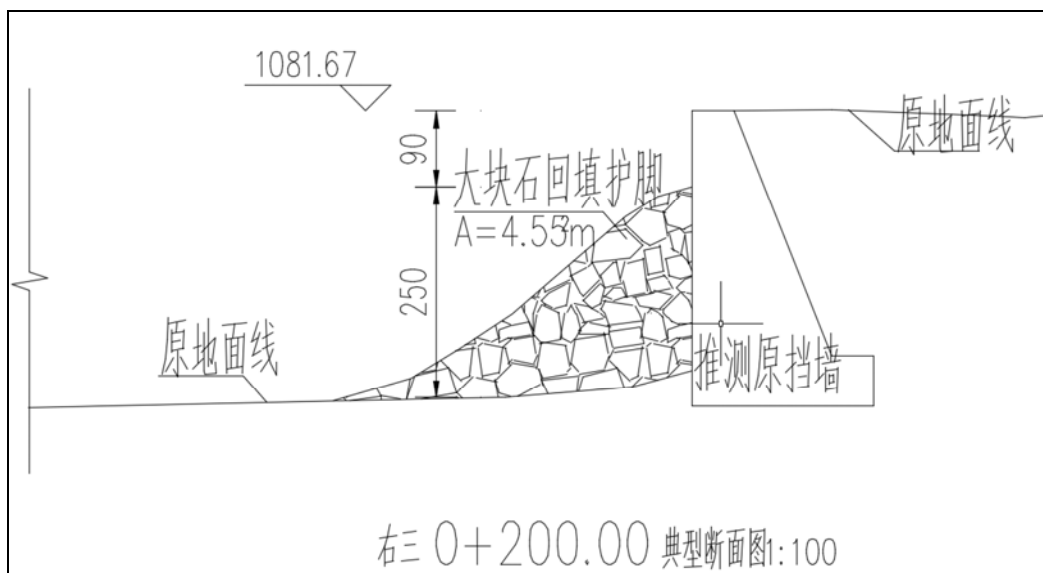 1081.67
90
原地面线
大块石回填护脚
A=4.55m²
250
原地面线
推测原挡墙
右三 0+200.00 典型断面图1:100